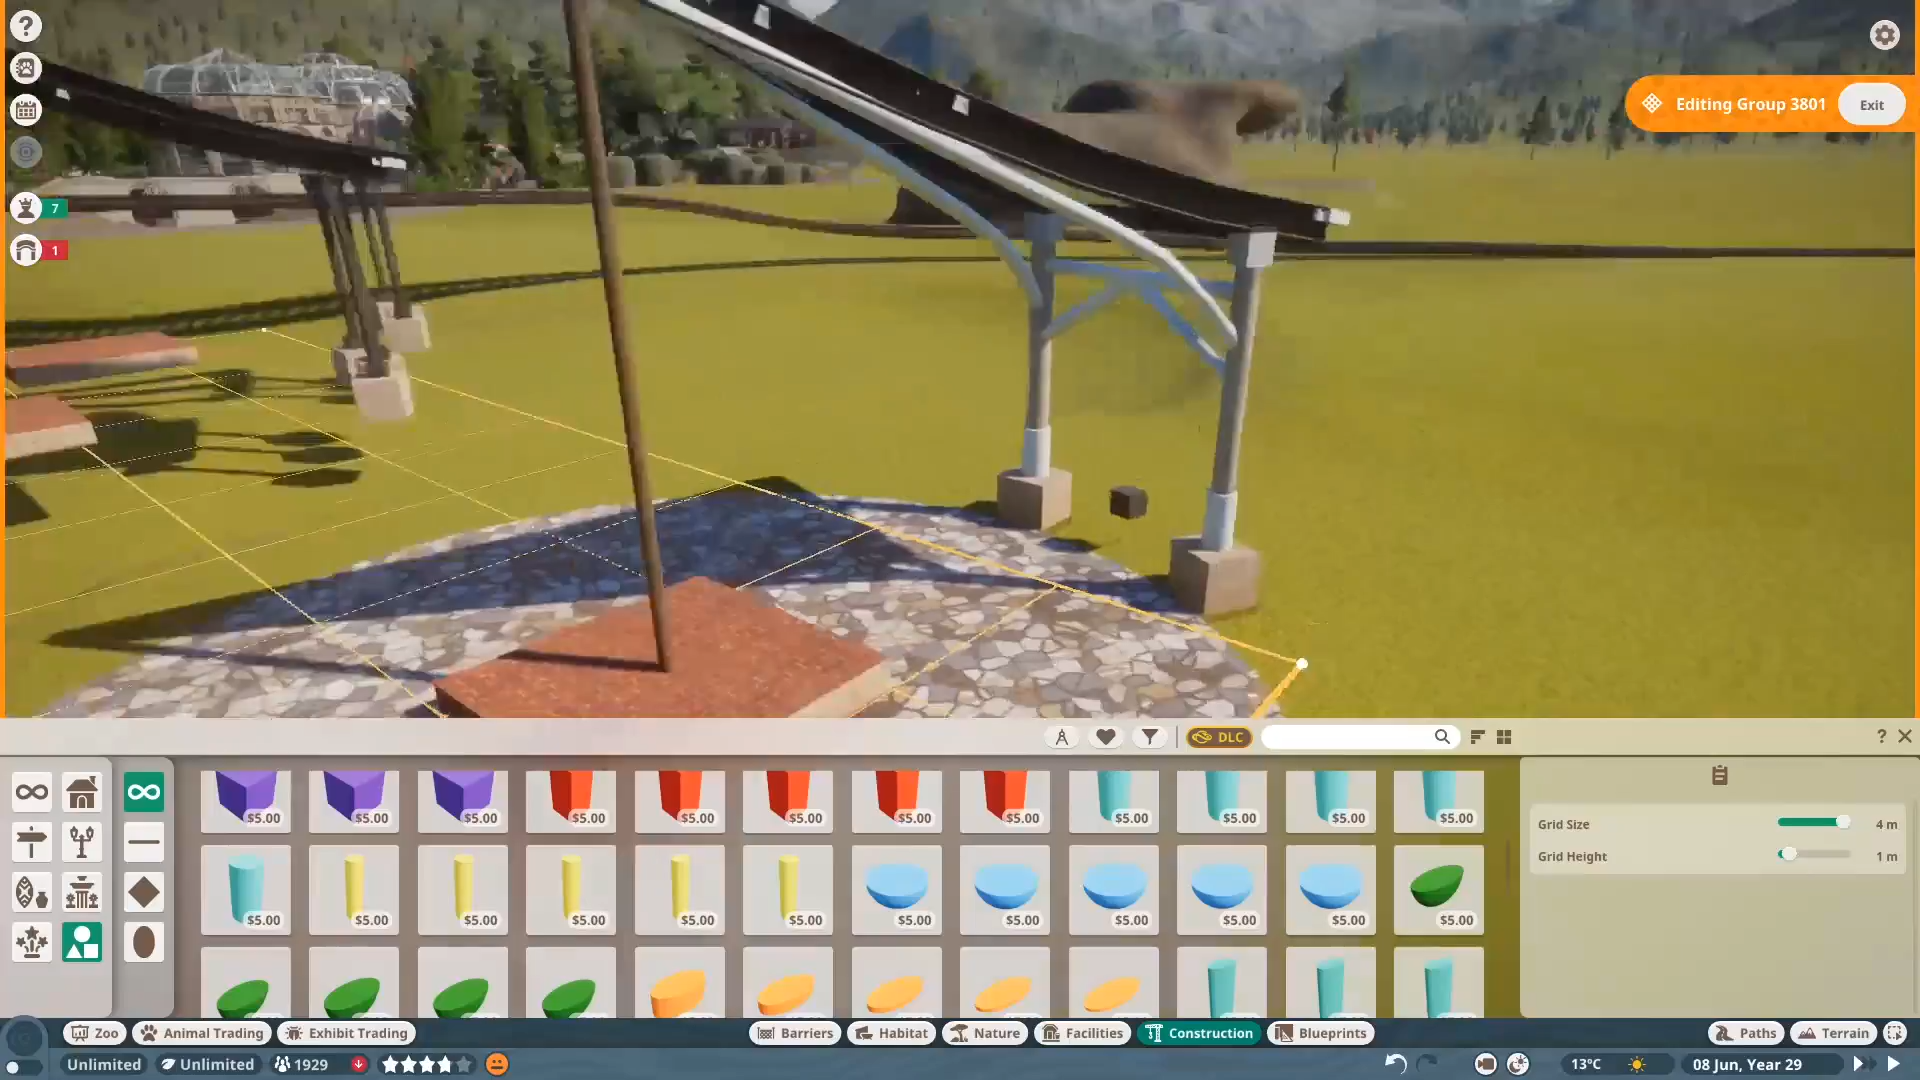 ?
7
1
Editing Group 3801 Exit
DLC
?
$5.00 $5.00 $5.00 $5.00 $5.00 $5.00 $5.00 $5.00 $5.00 $5.00 $5.00 $5.00
$5.00 $5.00 $5.00 $5.00 $5.00 $5.00 $5.00 $5.00 $5.00 $5.00 $5.00 $5.00
Grid Size 4 m
Grid Height 1 m
Zoo Animal Trading Exhibit Trading Barriers Habitat Nature Facilities Construction Blueprints Paths Terrain
Unlimited Unlimited 1929 13°C 08 Jun, Year 29